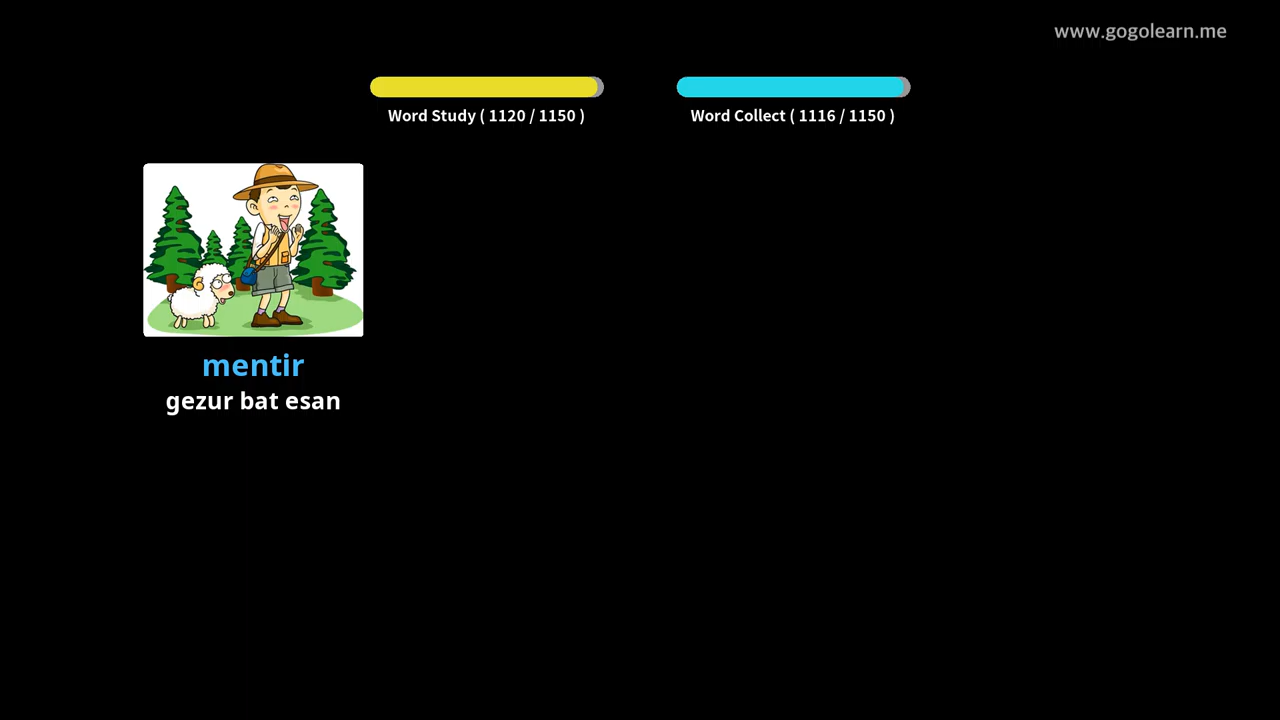 www.gogolearn.me
Word Study ( 1120 / 1150 )
Word Collect ( 1116 / 1150 )
mentir
gezur bat esan